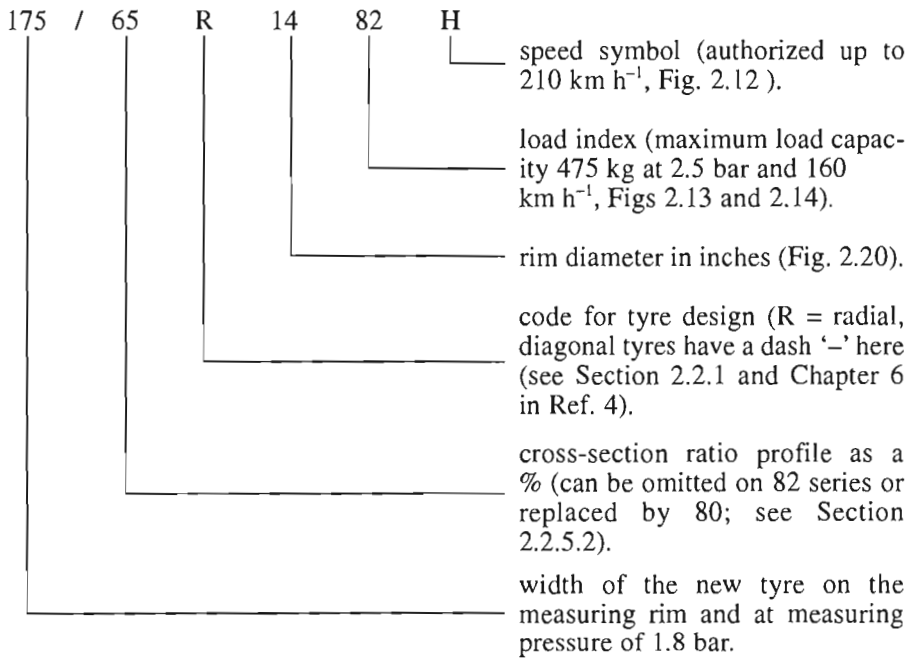 175 / 65 R 14 82 H
speed symbol (authorized up to
210 km h⁻¹, Fig. 2.12 ).
load index (maximum load capac-
ity 475 kg at 2.5 bar and 160
km h⁻¹, Figs 2.13 and 2.14).
rim diameter in inches (Fig. 2.20).
code for tyre design (R = radial,
diagonal tyres have a dash ‘–’ here
(see Section 2.2.1 and Chapter 6
in Ref. 4).
cross-section ratio profile as a
% (can be omitted on 82 series or
replaced by 80; see Section
2.2.5.2).
width of the new tyre on the
measuring rim and at measuring
pressure of 1.8 bar.